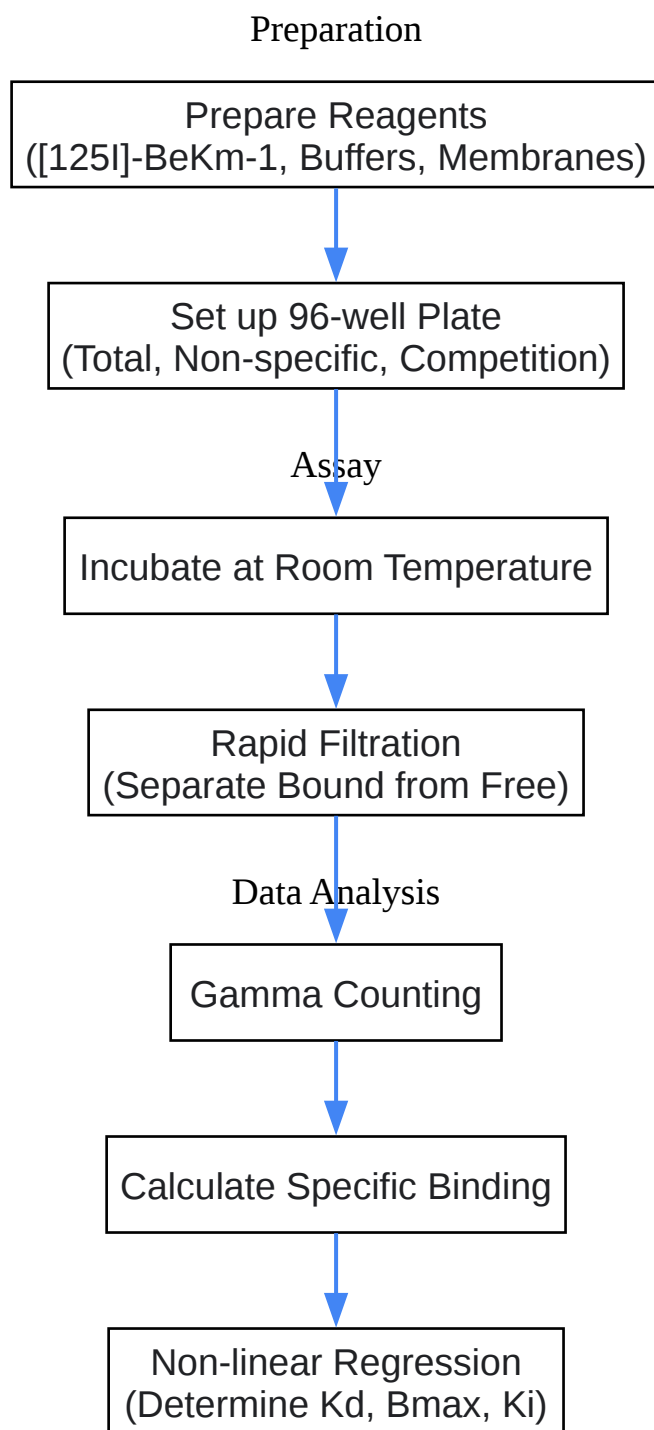 Preparation
Prepare Reagents
([125I]-BeKm-1, Buffers, Membranes)
Set up 96-well Plate
(Total, Non-specific, Competition)
Assay
Incubate at Room Temperature
Rapid Filtration
(Separate Bound from Free)
Data Analysis
Gamma Counting
Calculate Specific Binding
Non-linear Regression
(Determine Kd, Bmax, Ki)